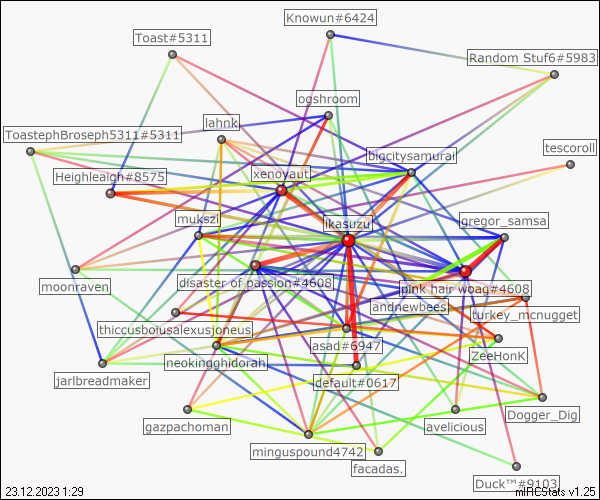 Knowun#6424
Toast#5311
Random Stuf6#5983
ogshroom
lahnk
ToastephBroseph5311#5311
tescoroll
bigcitysamurai
Heighleaigh#8575
xenoyaut
mukszi
ikasuzu
gregor_samsa
moonraven
disaster of passion#4608
pink hair woag#4608
andnewbees
turkey_mcnugget
thiccusbolusalexusjoneus
asad#6947
ZeeHonK
neokingghidorah
jarlbreadmaker
default#0617
Dogger_Dig
gazpachoman
avelicious
minguspound4742
facadas.
Duck™#9103
23.12.2023 1:29
mIRCStats v1.25